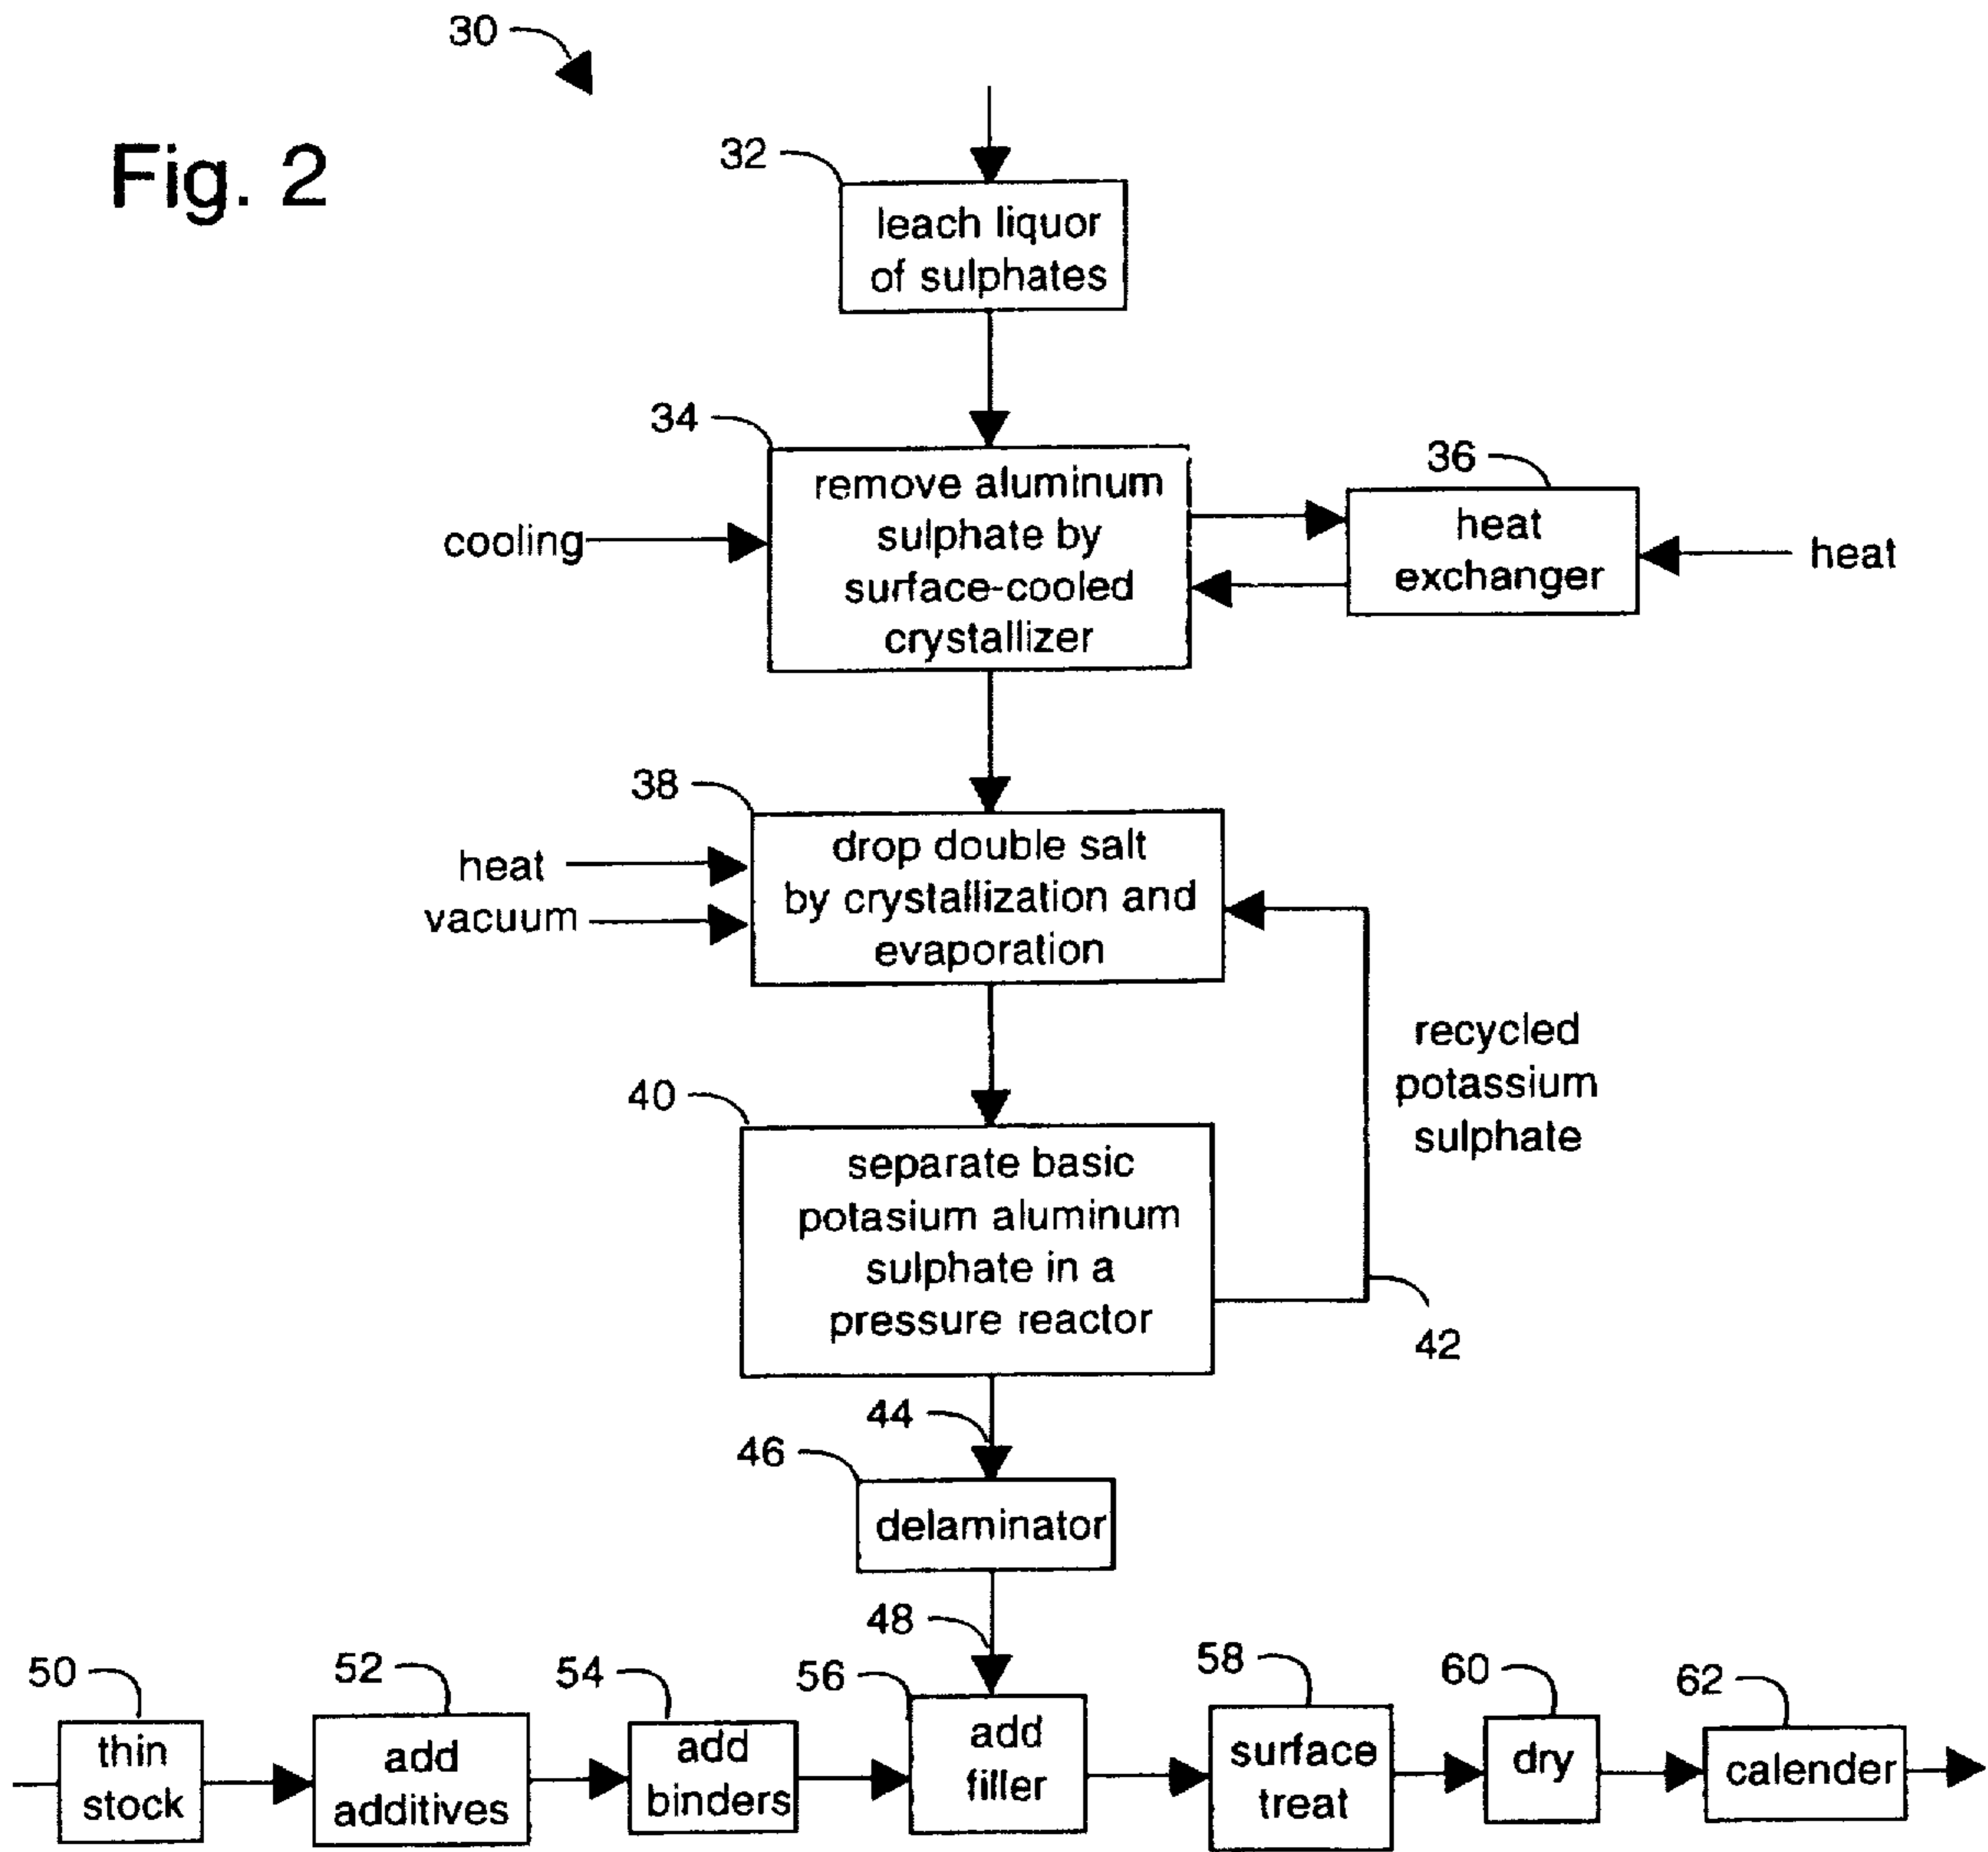 30
Fig. 2
32
leach liquor
of sulphates
34
remove aluminum
sulphate by
surface-cooled
crystallizer
cooling
36
heat
exchanger
heat
38
drop double salt
by crystallization and
evaporation
heat
vacuum
recycled
potassium
sulphate
40
separate basic
potasium aluminum
sulphate in a
pressure reactor
42
44
46
delaminator
48
50
thin
stock
52
add
additives
54
add
binders
56
add
filler
58
surface
treat
60
dry
62
calender